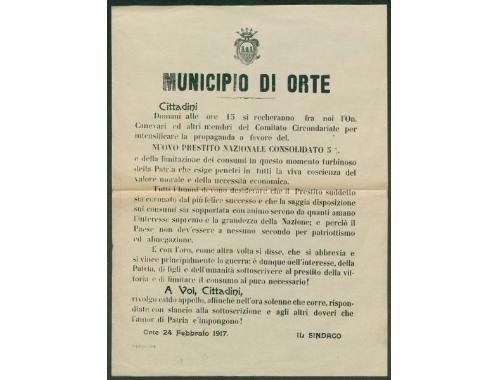 MUNICIPIO DI ORTE
Cittadini
Domani alle ore 15 si recheranno fra noi l'On.
Canevari ed altri membri del Comitato Circondariale per
intensificare la propaganda a favore del.
NUOVO PRESTITO NAZIONALE CONSOLIDATO 5 %
e della limitazione dei consumi in questo momento turbinoso
della Patria che esige penetri in tutti la viva coscienza del
valore morale e della necessità economica.
Tutti i buoni devono desiderare che il Prestito suddetto
sia coronato dal più felice successo e che la saggia disposizione
sui consumi sia sopportata con animo sereno da quanti amano
l'interesse supremo e la grandezza della Nazione; e perciò il
Paese non dev'essere a nessuno secondo per patriottismo
ed abnegazione.
È con l'oro, come altra volta si disse, che si abbrevia e
si vince principalmente la guerra: è dunque nell'interesse, della
Patria, di figli e dell'umanità sottoscrivere al prestito della vit-
toria e di limitare il consumo al puro necessario!
A Voi, Cittadini,
rivolgo caldo appello, affinchè nell'ora solenne che corre, rispon-
diate con slancio alla sottoscrizione e agli altri doveri che
l'amor di Patria c'impongono!
Orte 24 Febbraio 1917.
IL SINDACO